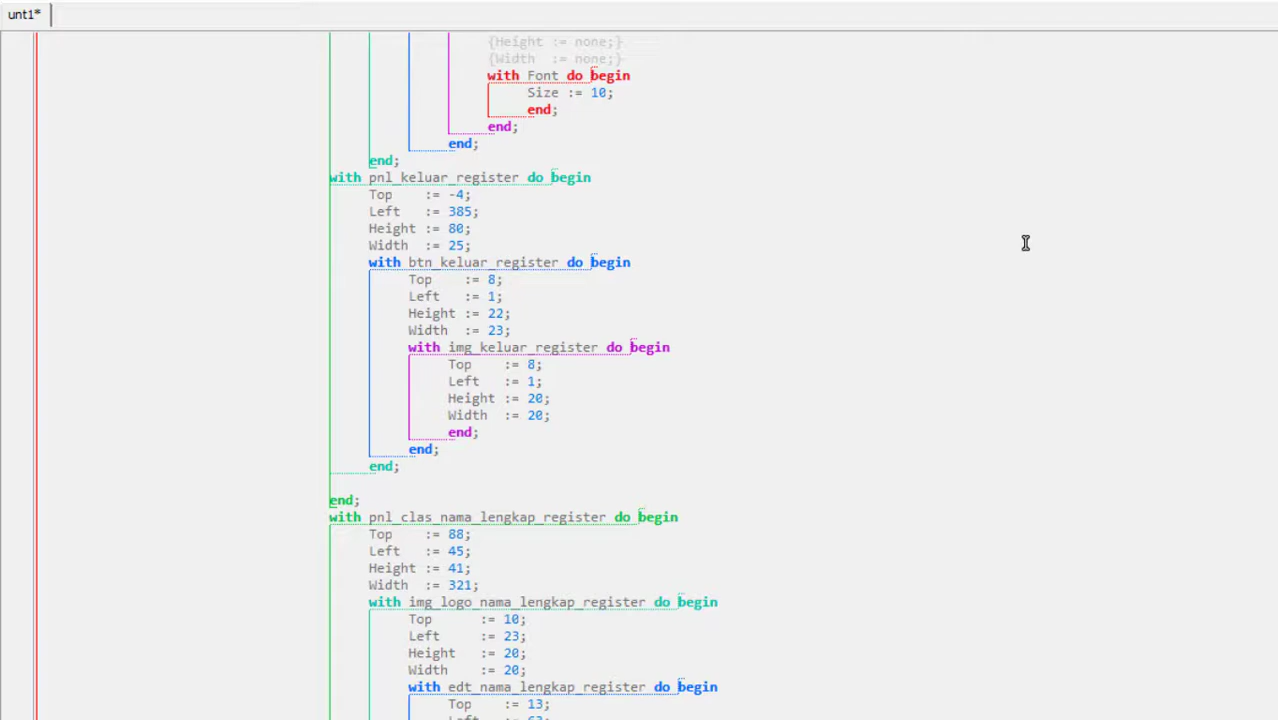 unt1*
{Height := none;}
{Width  := none;}
with Font do begin
Size := 10;
end;
end;
end;
end;
with pnl_keluar_register do begin
Top    := -4;
Left   := 385;
Height := 80;
Width  := 25;
with btn_keluar_register do begin
Top    := 8;
Left   := 1;
Height := 22;
Width  := 23;
with img_keluar_register do begin
Top    := 8;
Left   := 1;
Height := 20;
Width  := 20;
end;
end;
end;
end;
with pnl_clas_nama_lengkap_register do begin
Top    := 88;
Left   := 45;
Height := 41;
Width  := 321;
with img_logo_nama_lengkap_register do begin
Top      := 10;
Left     := 23;
Height   := 20;
Width    := 20;
with edt_nama_lengkap_register do begin
Top    := 13;
Left   := 63;